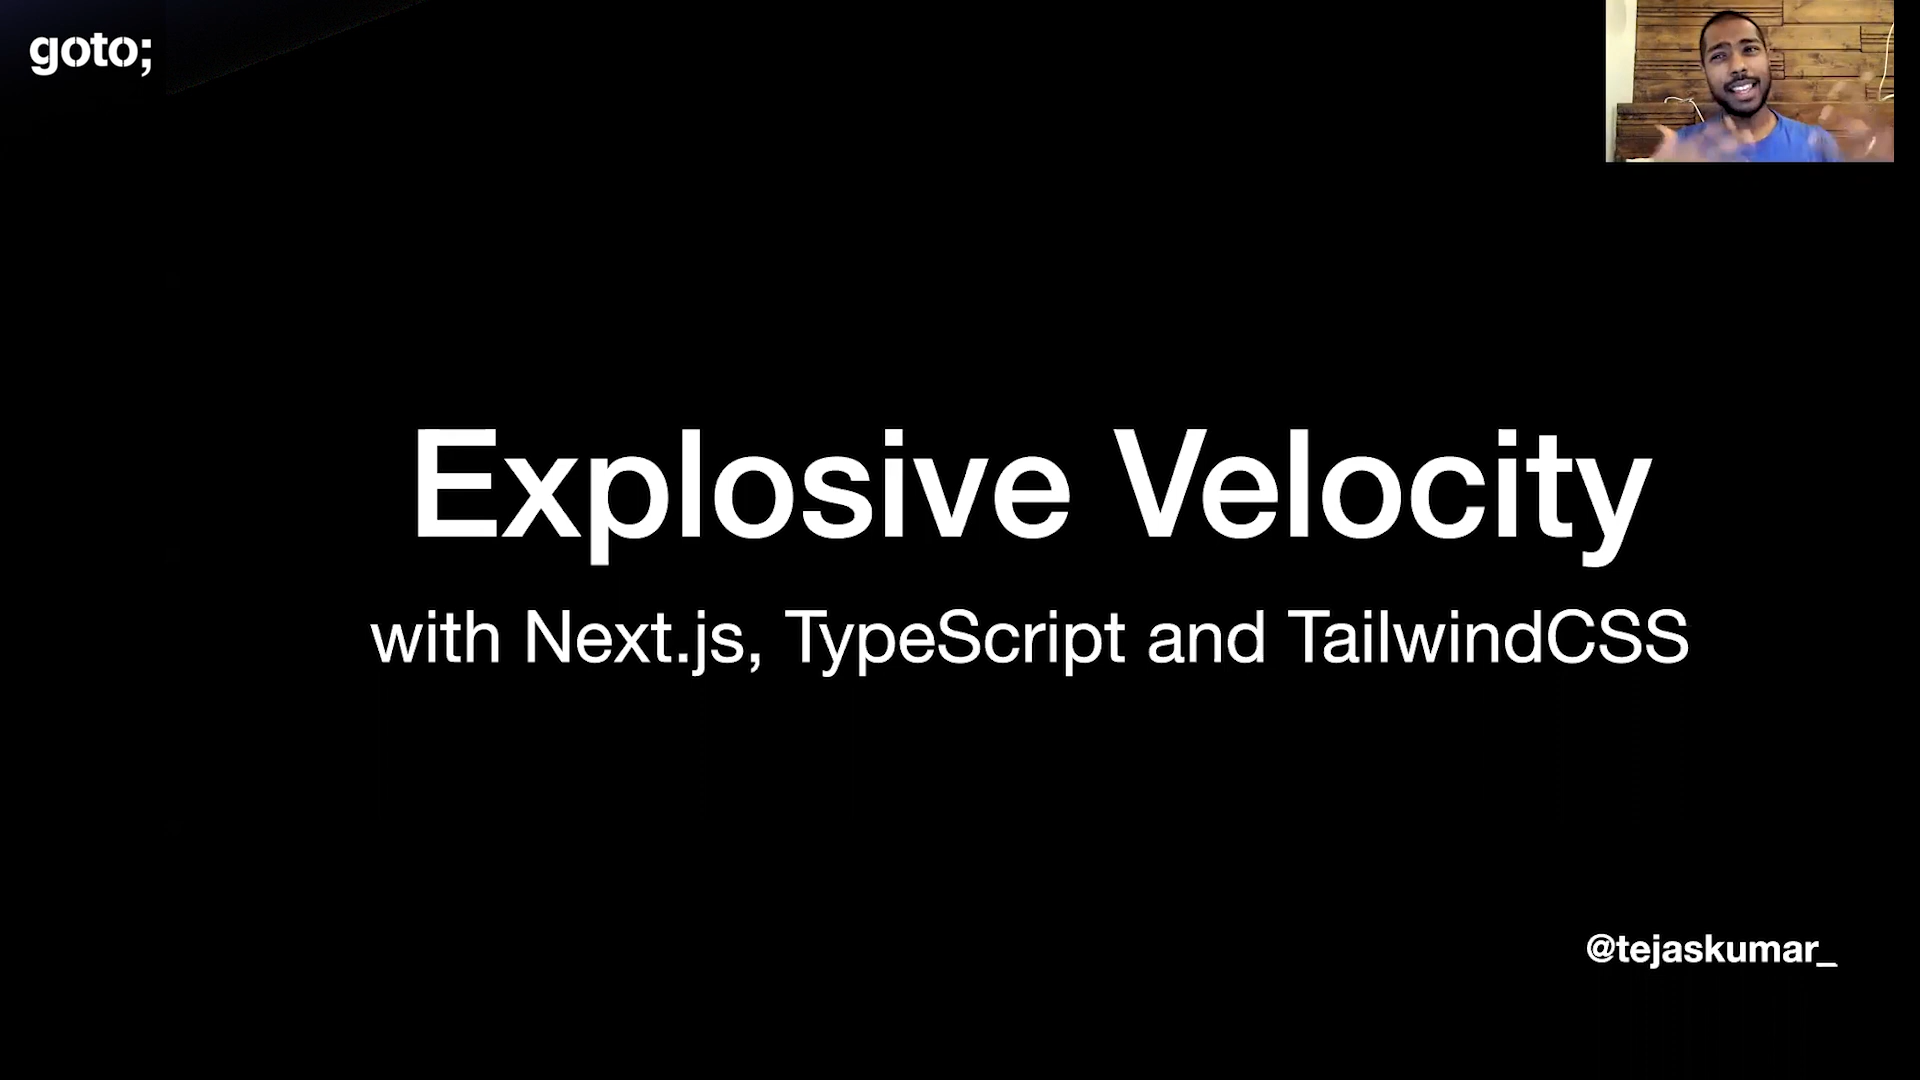 goto;
Explosive Velocity
with Next.js, TypeScript and TailwindCSS
@tejaskumar_